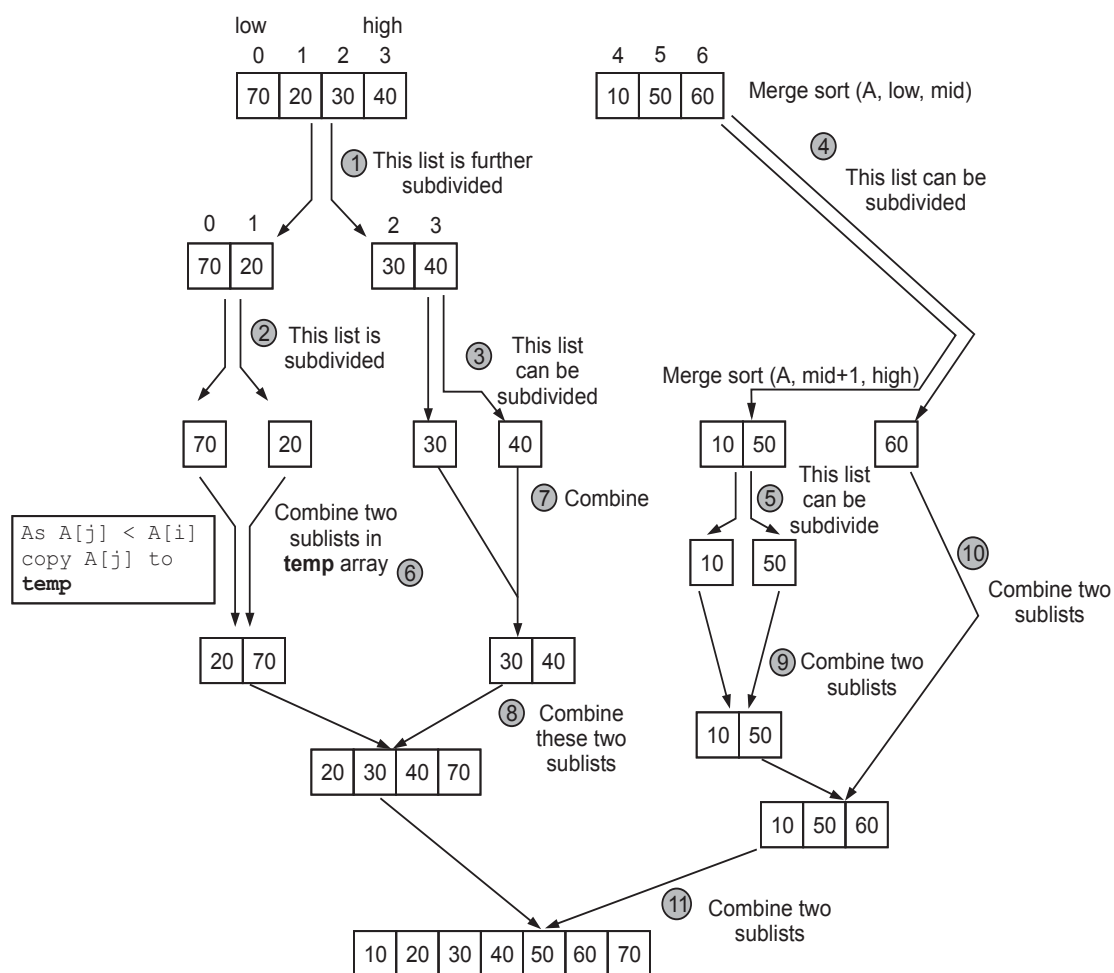 low high
0 1 2 3
70 20 30 40
4 5 6
10 50 60
Merge sort (A, low, mid)
1 This list is further
subdivided
4
This list can be
subdivided
0 1
70 20
2 3
30 40
2 This list is
subdivided
3 This list
can be
subdivided
Merge sort (A, mid+1, high)
70
20
30
40
10 50
60
5 This list
can be
subdivide
7 Combine
As A[j] < A[i]
copy A[j] to
temp
Combine two
sublists in
temp array 6
10
50
10
Combine two
sublists
20 70
30 40
9 Combine two
sublists
8 Combine
these two
sublists
10 50
20 30 40 70
10 50 60
11 Combine two
sublists
10 20 30 40 50 60 70